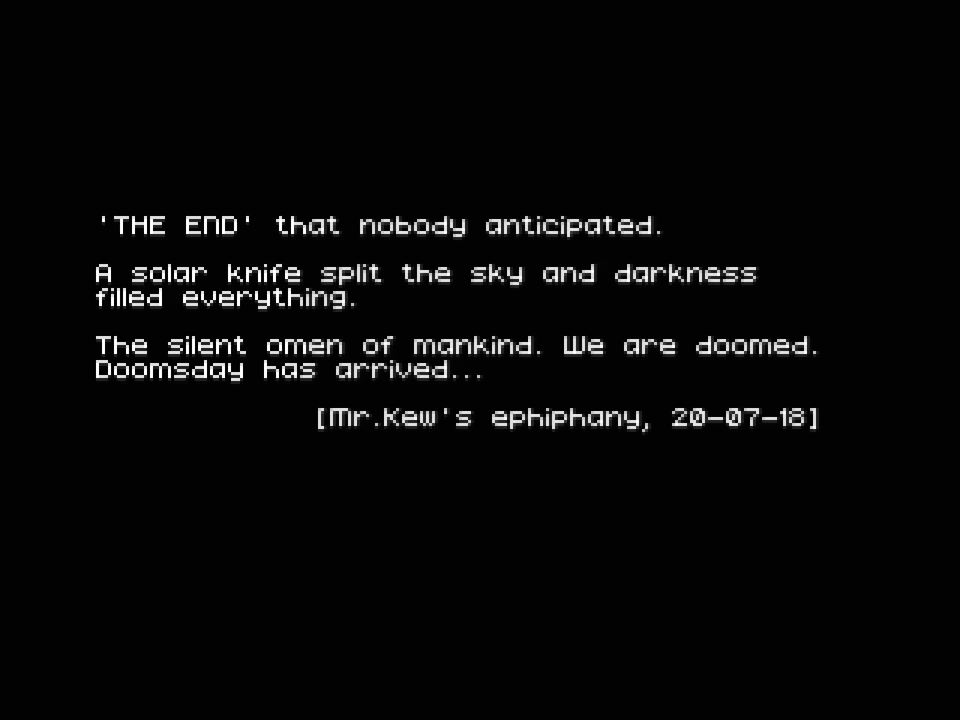 'THE END' that nobody anticipated.
A solar knife split the sky and darkness
filled everything.
The silent omen of mankind. We are doomed.
Doomsday has arrived...
[Mr.Kew's ephiphany, 20-07-18]